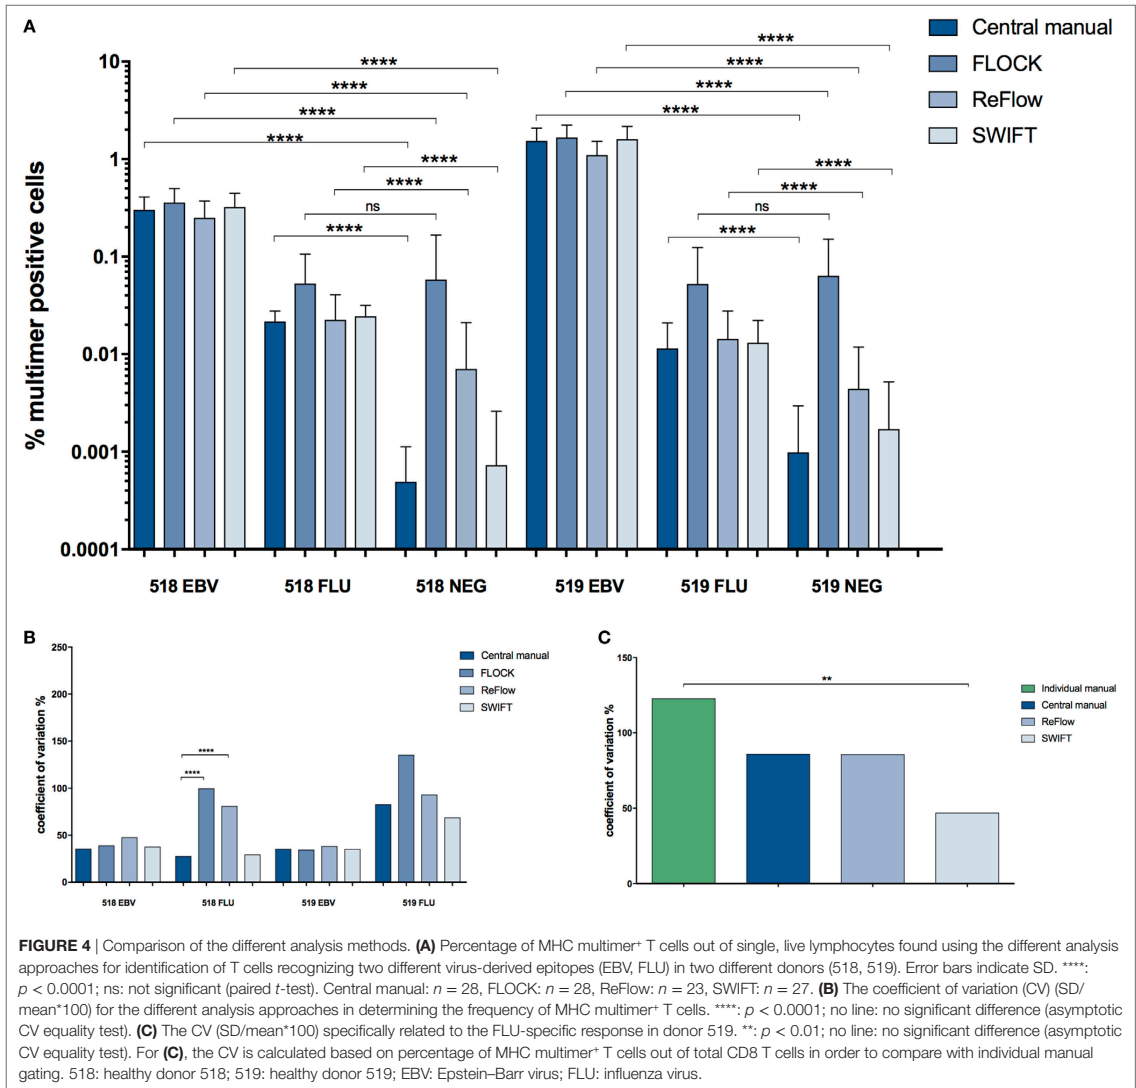 A
Central manual
FLOCK
ReFlow
SWIFT
% multimer positive cells
10
1
0.1
0.01
0.001
0.0001
****
****
****
****
****
****
ns
****
****
****
****
****
****
****
ns
****
518 EBV
518 FLU
518 NEG
519 EBV
519 FLU
519 NEG
B
coefficient of variation %
250
200
150
100
50
0
****
****
Central manual
FLOCK
ReFlow
SWIFT
518 EBV
518 FLU
519 EBV
519 FLU
C
coefficient of variation %
150
100
50
0
**
Individual manual
Central manual
ReFlow
SWIFT
FIGURE 4 | Comparison of the different analysis methods. (A) Percentage of MHC multimer⁺ T cells out of single, live lymphocytes found using the different analysis
approaches for identification of T cells recognizing two different virus-derived epitopes (EBV, FLU) in two different donors (518, 519). Error bars indicate SD. ****:
p < 0.0001; ns: not significant (paired t-test). Central manual: n = 28, FLOCK: n = 28, ReFlow: n = 23, SWIFT: n = 27. (B) The coefficient of variation (CV) (SD/
mean*100) for the different analysis approaches in determining the frequency of MHC multimer⁺ T cells. ****: p < 0.0001; no line: no significant difference (asymptotic
CV equality test). (C) The CV (SD/mean*100) specifically related to the FLU-specific response in donor 519. **: p < 0.01; no line: no significant difference (asymptotic
CV equality test). For (C), the CV is calculated based on percentage of MHC multimer⁺ T cells out of total CD8 T cells in order to compare with individual manual
gating. 518: healthy donor 518; 519: healthy donor 519; EBV: Epstein–Barr virus; FLU: influenza virus.